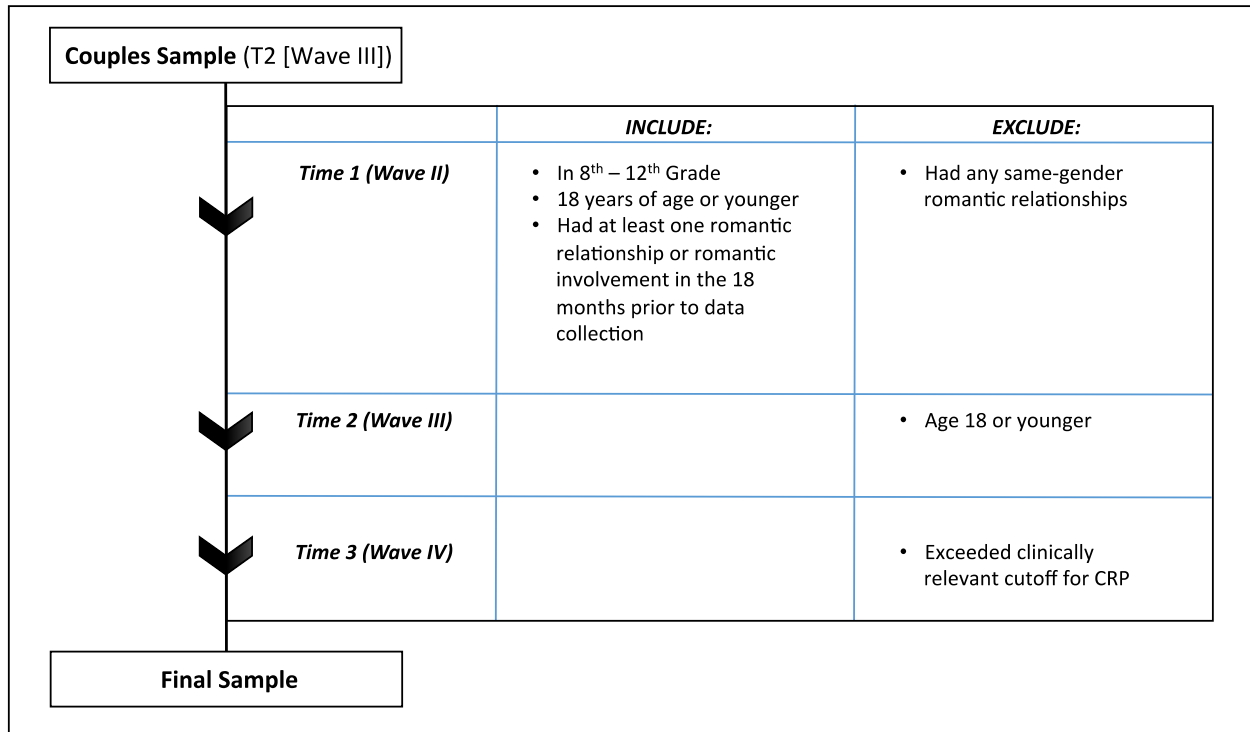 Couples Sample (T2 [Wave III])
INCLUDE:
EXCLUDE:
Time 1 (Wave II)
• In 8th – 12th Grade
• 18 years of age or younger
• Had at least one romantic
relationship or romantic
involvement in the 18
months prior to data
collection
• Had any same-gender
romantic relationships
Time 2 (Wave III)
• Age 18 or younger
Time 3 (Wave IV)
• Exceeded clinically
relevant cutoff for CRP
Final Sample